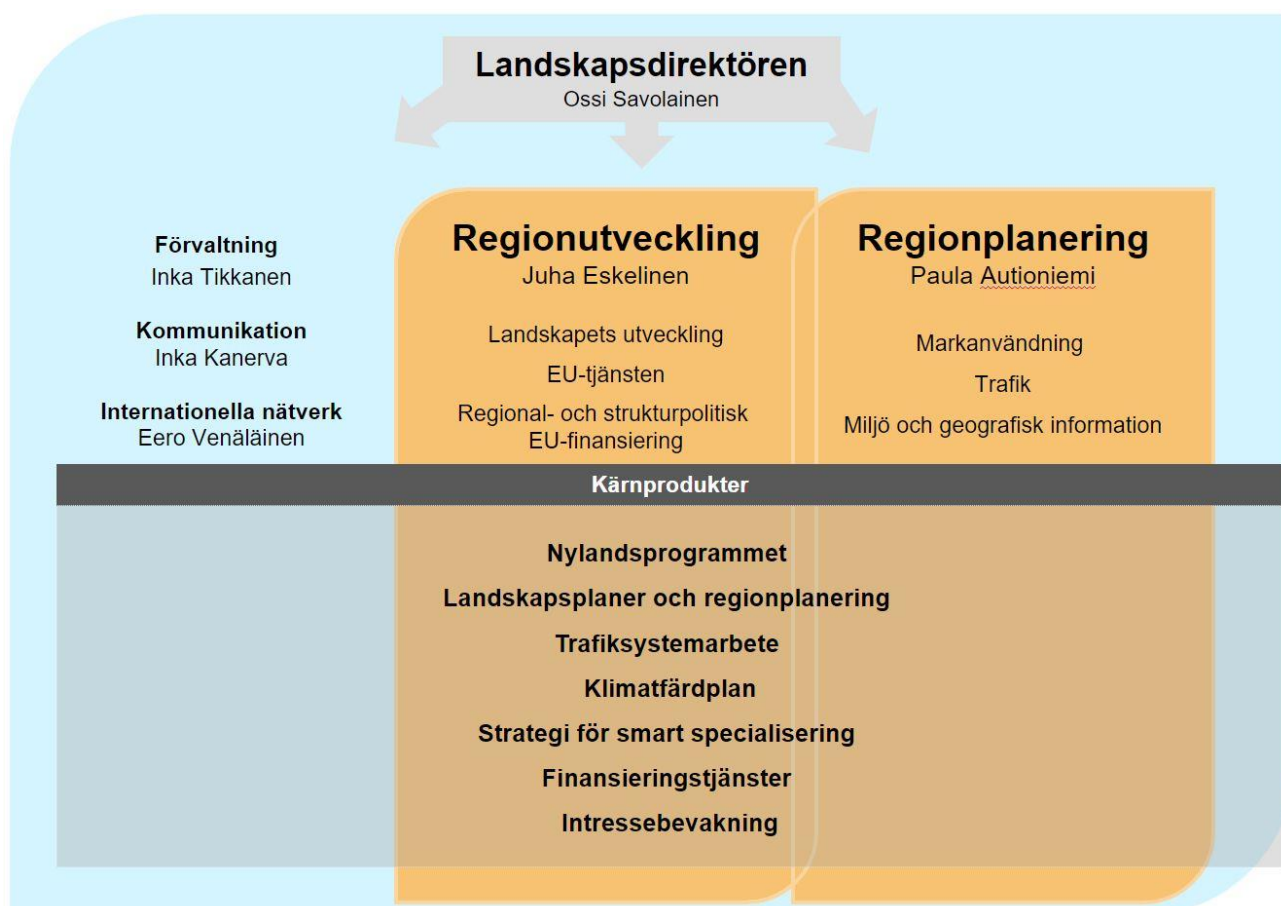 Landskapsdirektören
Ossi Savolainen
Förvaltning
Inka Tikkanen
Kommunikation
Inka Kanerva
Internationella nätverk
Eero Venäläinen
Regionutveckling
Juha Eskelinen
Landskapets utveckling
EU-tjänsten
Regional- och strukturpolitisk
EU-finansiering
Regionplanering
Paula Autioniemi
Markanvändning
Trafik
Miljö och geografisk information
Kärnprodukter
Nylandsprogrammet
Landskapsplaner och regionplanering
Trafiksystemarbete
Klimatfärdplan
Strategi för smart specialisering
Finansieringstjänster
Intressebevakning